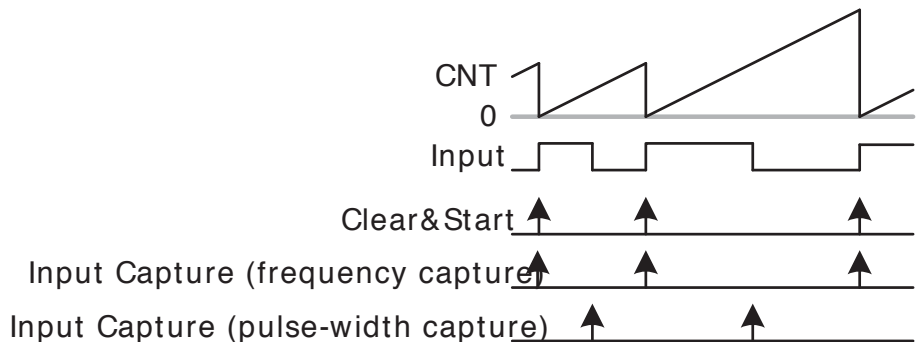 CNT
0
Input
Clear&Start
Input Capture (frequency capture)
Input Capture (pulse-width capture)